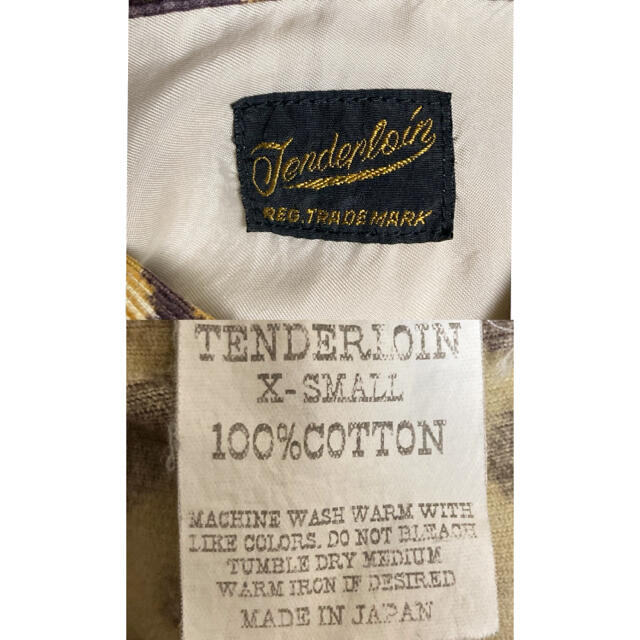 Tenderloin
REG. TRADE MARK
TENDERLOIN
X-SMALL
100%COTTON
MACHINE WASH WARM WITH
LIKE COLORS. DO NOT BLEACH
TUMBLE DRY MEDIUM
WARM IRON IF DESIRED
MADE IN JAPAN